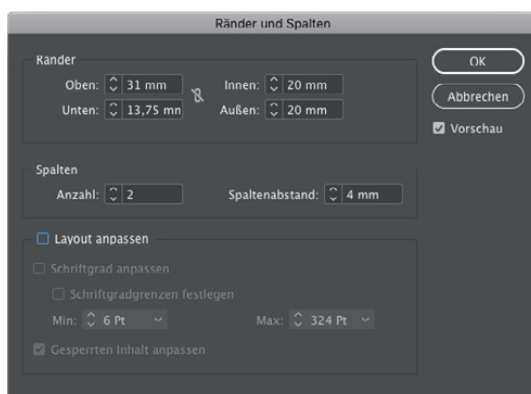 Ränder und Spalten
Ränder
Oben: 31 mm Innen: 20 mm
Unten: 13,75 mn Außen: 20 mm
OK
Abbrechen
Vorschau
Spalten
Anzahl: 2 Spaltenabstand: 4 mm
Layout anpassen
Schriftgrad anpassen
Schriftgradgrenzen festlegen
Min: 6 Pt Max: 324 Pt
Gesperrten Inhalt anpassen